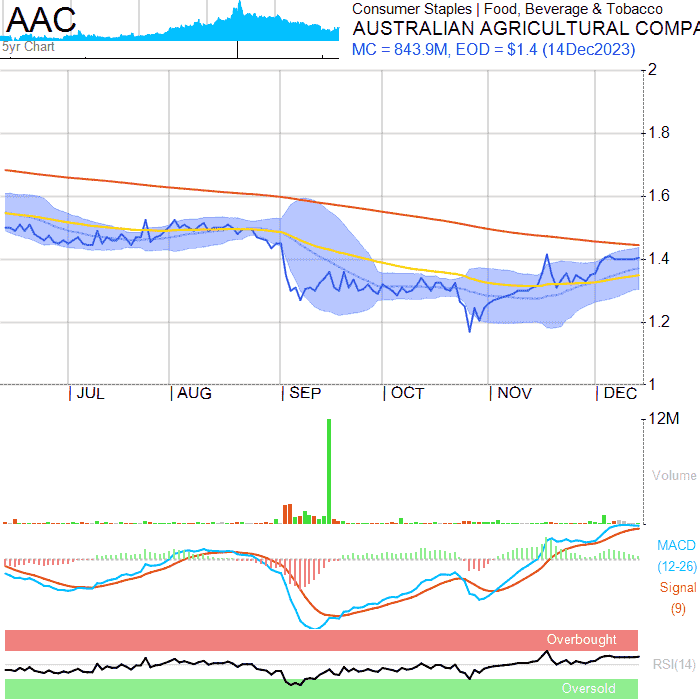 AAC
5yr Chart
Consumer Staples | Food, Beverage & Tobacco
AUSTRALIAN AGRICULTURAL COMPA
MC = 843.9M, EOD = $1.4 (14Dec2023)
2
1.8
1.6
1.4
1.2
1
JUL AUG SEP OCT NOV DEC
12M
Volume
MACD
(12-26)
Signal
(9)
Overbought
RSI(14)
Oversold